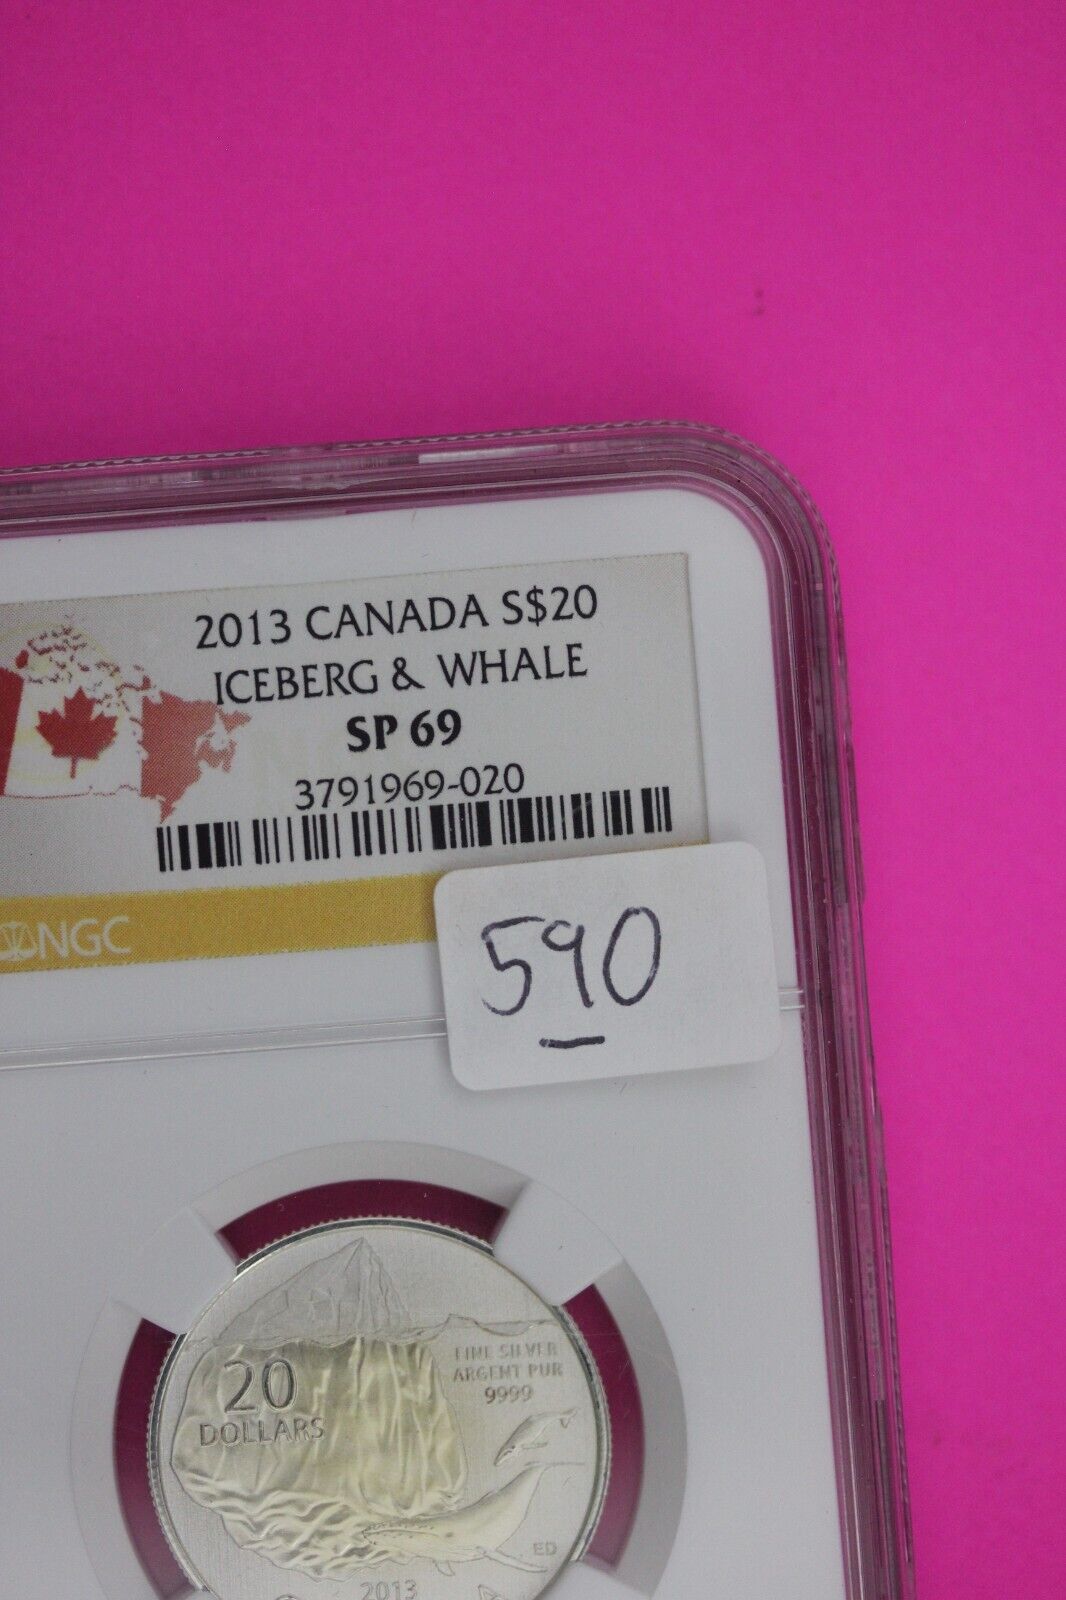 2013 CANADA S$20
ICEBERG & WHALE
SP 69
3791969-020
NGC
590
FINE SILVER
ARGENT PUR
9999
20
DOLLARS
ED
2013